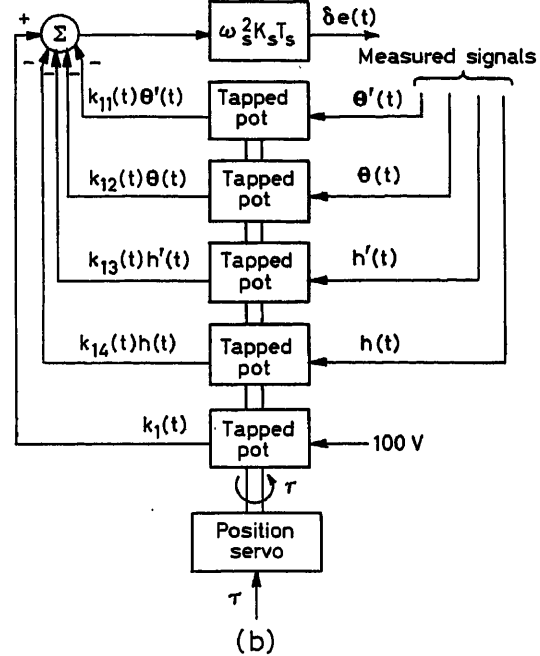 +
Σ
− − − −
ω_s²K_sT_s
δe(t)
Measured signals
k₁₁(t)θ′(t)
Tapped pot
θ′(t)
k₁₂(t)θ(t)
Tapped pot
θ(t)
k₁₃(t)h′(t)
Tapped pot
h′(t)
k₁₄(t)h(t)
Tapped pot
h(t)
k₁(t)
Tapped pot
100 V
τ
Position servo
τ
(b)